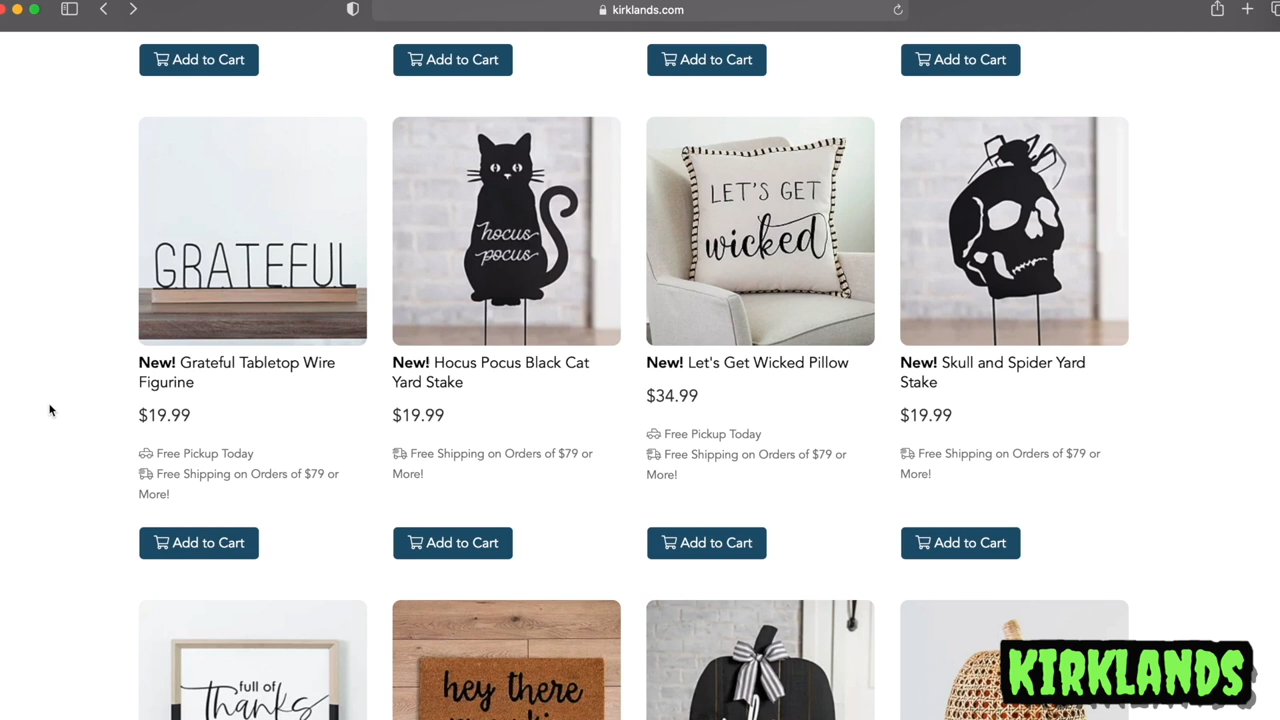 kirklands.com
Add to Cart
Add to Cart
Add to Cart
Add to Cart
GRATEFUL
hocus
pocus
LET'S GET
wicked
New! Grateful Tabletop Wire
Figurine
$19.99
Free Pickup Today
Free Shipping on Orders of $79 or
More!
Add to Cart
New! Hocus Pocus Black Cat
Yard Stake
$19.99
Free Shipping on Orders of $79 or
More!
Add to Cart
New! Let's Get Wicked Pillow
$34.99
Free Pickup Today
Free Shipping on Orders of $79 or
More!
Add to Cart
New! Skull and Spider Yard
Stake
$19.99
Free Shipping on Orders of $79 or
More!
Add to Cart
full of
Thanks
hey there
KIRKLANDS